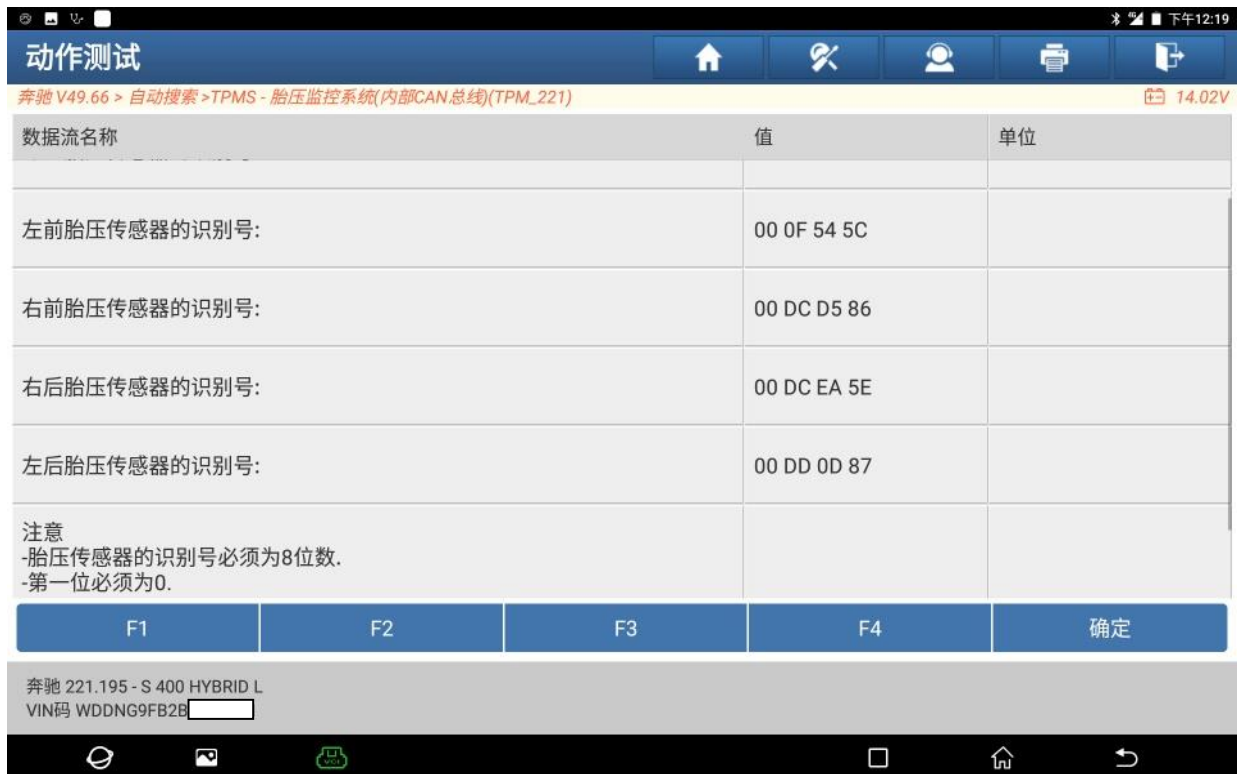 4G 下午12:19
动作测试
奔驰 V49.66 > 自动搜索 >TPMS - 胎压监控系统(内部CAN总线)(TPM_221) 14.02V
数据流名称 值 单位
左前胎压传感器的识别号: 00 0F 54 5C
右前胎压传感器的识别号: 00 DC D5 86
右后胎压传感器的识别号: 00 DC EA 5E
左后胎压传感器的识别号: 00 DD 0D 87
注意
-胎压传感器的识别号必须为8位数.
-第一位必须为0.
F1 F2 F3 F4 确定
奔驰 221.195 - S 400 HYBRID L
VIN码 WDDNG9FB2B
VCI